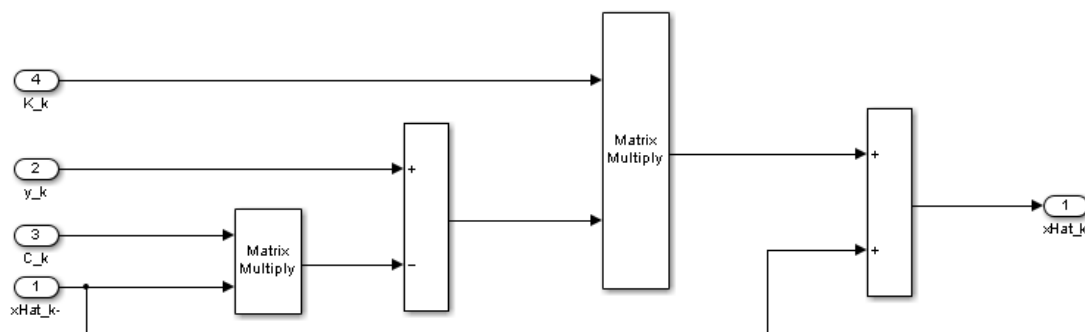 4
K_k
2
y_k
3
C_k
1
xHat_k-
Matrix
Multiply
+
−
Matrix
Multiply
+
+
1
xHat_k